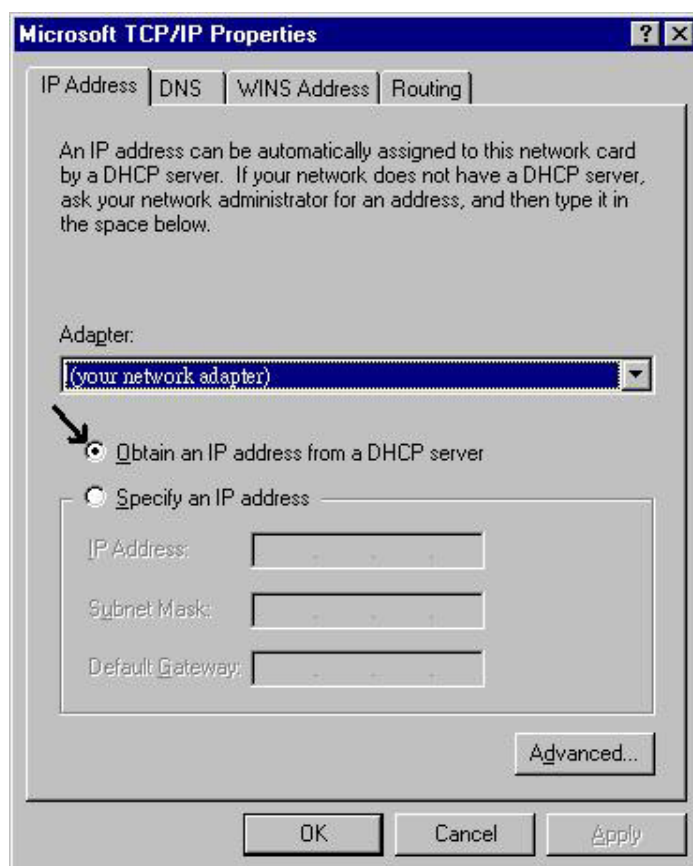 Microsoft TCP/IP Properties
IP Address DNS WINS Address Routing
An IP address can be automatically assigned to this network card
by a DHCP server. If your network does not have a DHCP server,
ask your network administrator for an address, and then type it in
the space below.
Adapter:
(your network adapter)
Obtain an IP address from a DHCP server
Specify an IP address
IP Address:
Subnet Mask:
Default Gateway:
Advanced...
OK Cancel Apply